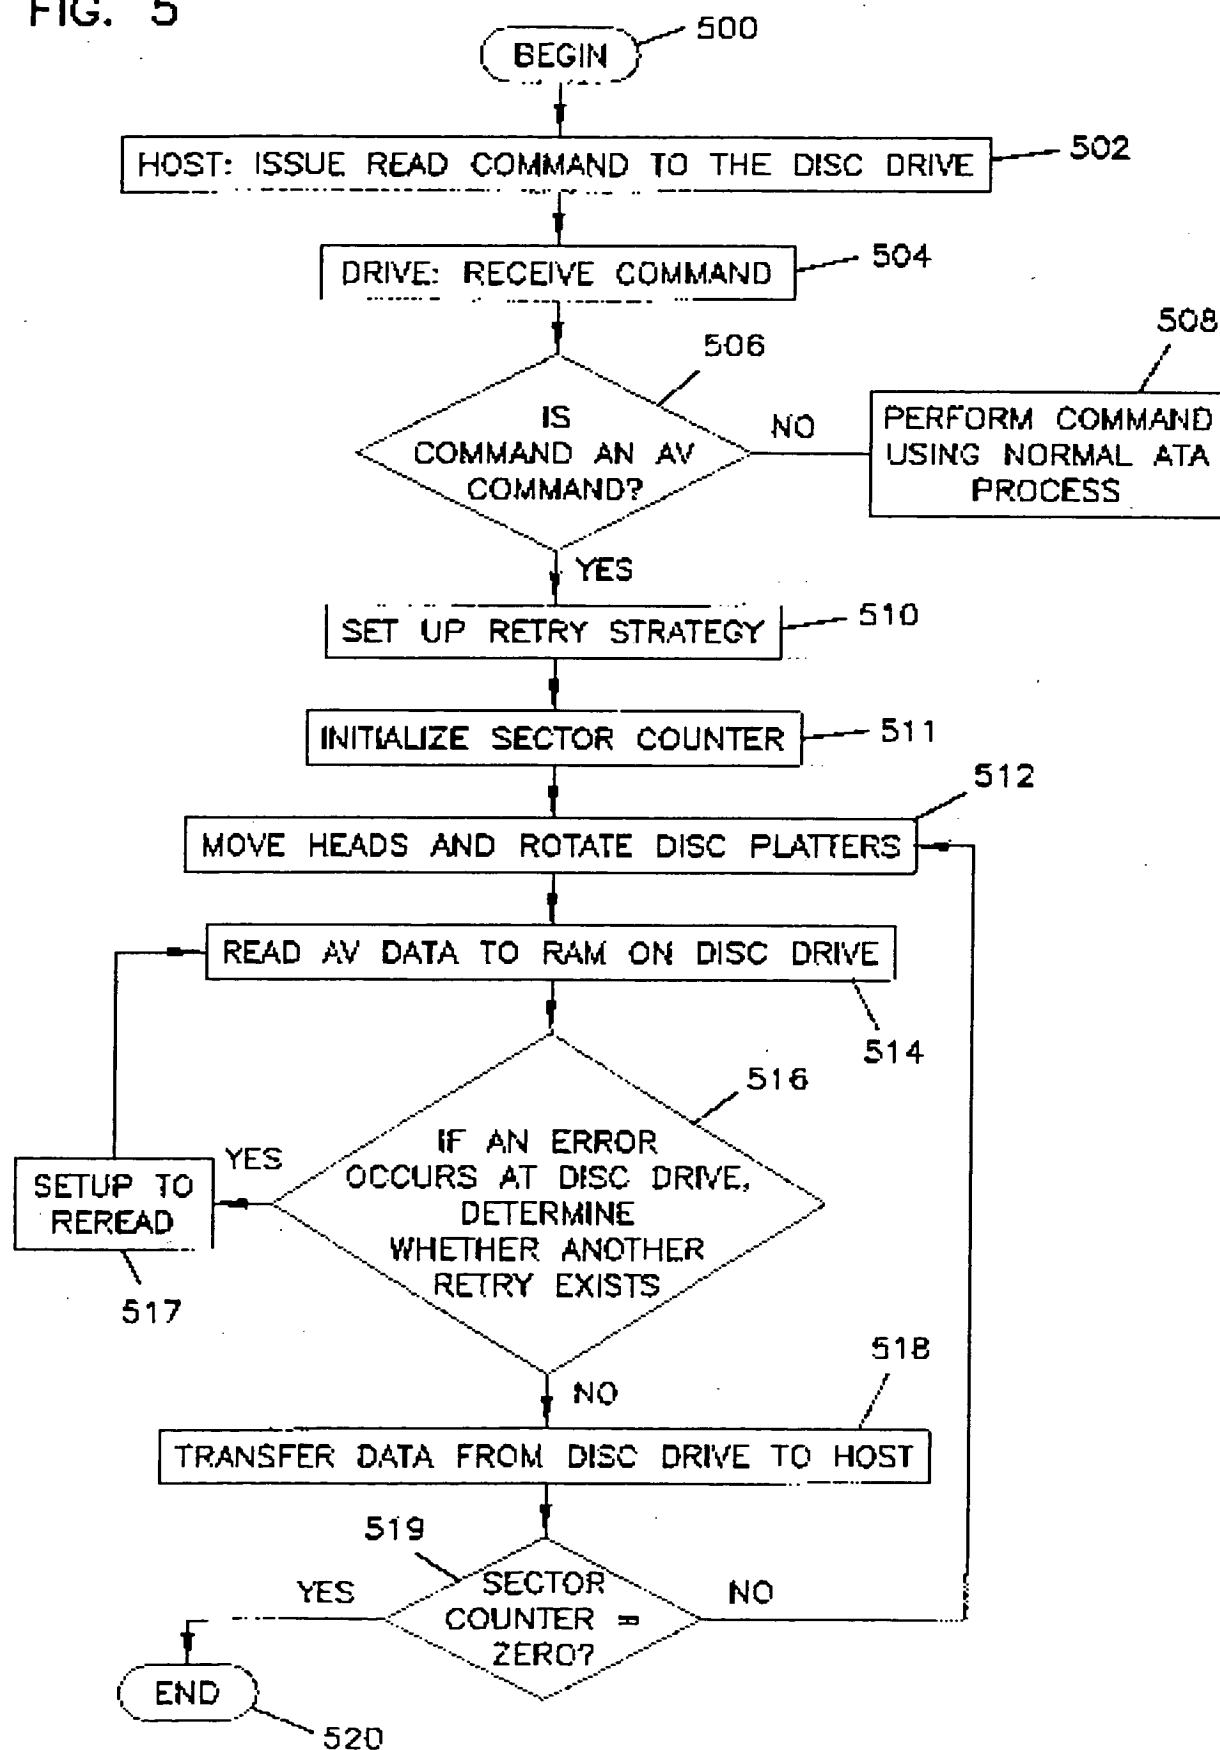 FIG. 5
BEGIN
500
HOST: ISSUE READ COMMAND TO THE DISC DRIVE
502
DRIVE: RECEIVE COMMAND
504
506
508
IS
COMMAND AN AV
COMMAND?
NO
PERFORM COMMAND
USING NORMAL ATA
PROCESS
YES
SET UP RETRY STRATEGY
510
INITIALIZE SECTOR COUNTER
511
512
MOVE HEADS AND ROTATE DISC PLATTERS
READ AV DATA TO RAM ON DISC DRIVE
514
516
IF AN ERROR
OCCURS AT DISC DRIVE,
DETERMINE
WHETHER ANOTHER
RETRY EXISTS
YES
SETUP TO
REREAD
517
NO
518
TRANSFER DATA FROM DISC DRIVE TO HOST
519
SECTOR
COUNTER =
ZERO?
YES
NO
END
520